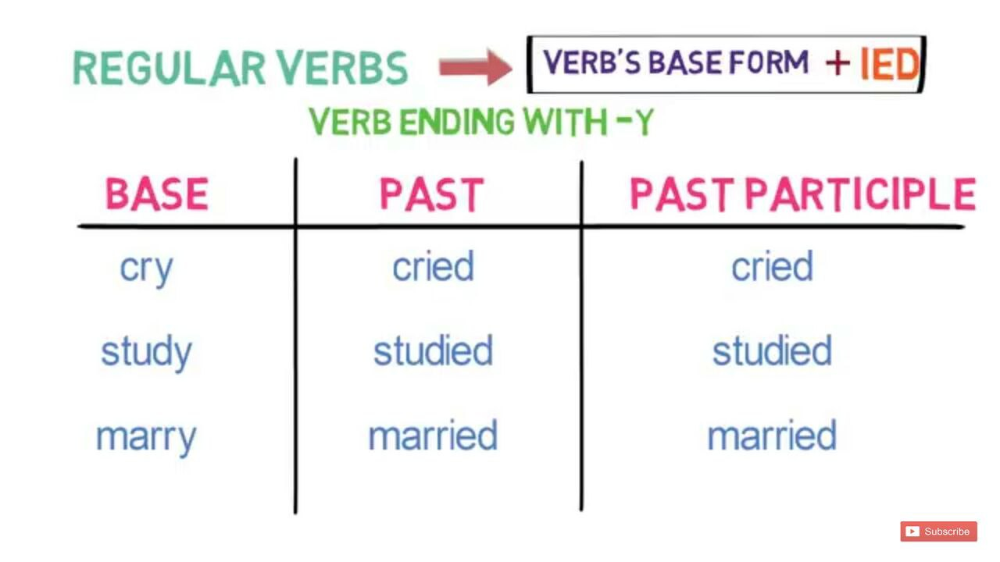 REGULAR VERBS VERB'S BASE FORM + IED
VERB ENDING WITH -Y
BASE PAST PAST PARTICIPLE
cry cried cried
study studied studied
marry married married
Subscribe